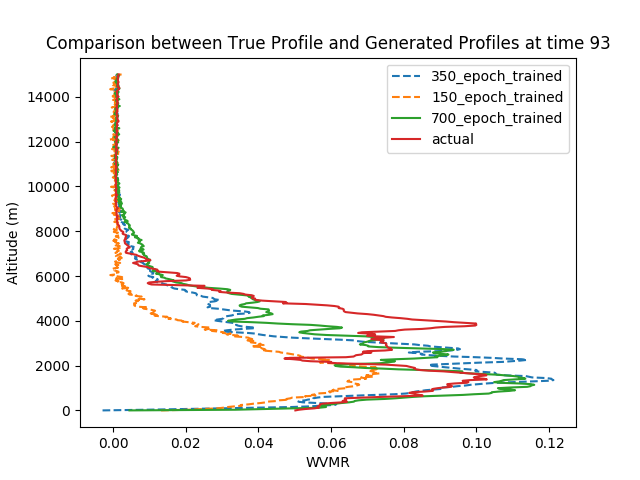 Comparison between True Profile and Generated Profiles at time 93
350_epoch_trained
150_epoch_trained
700_epoch_trained
actual
14000
12000
10000
8000
6000
4000
2000
0
Altitude (m)
0.00 0.02 0.04 0.06 0.08 0.10 0.12
WVMR